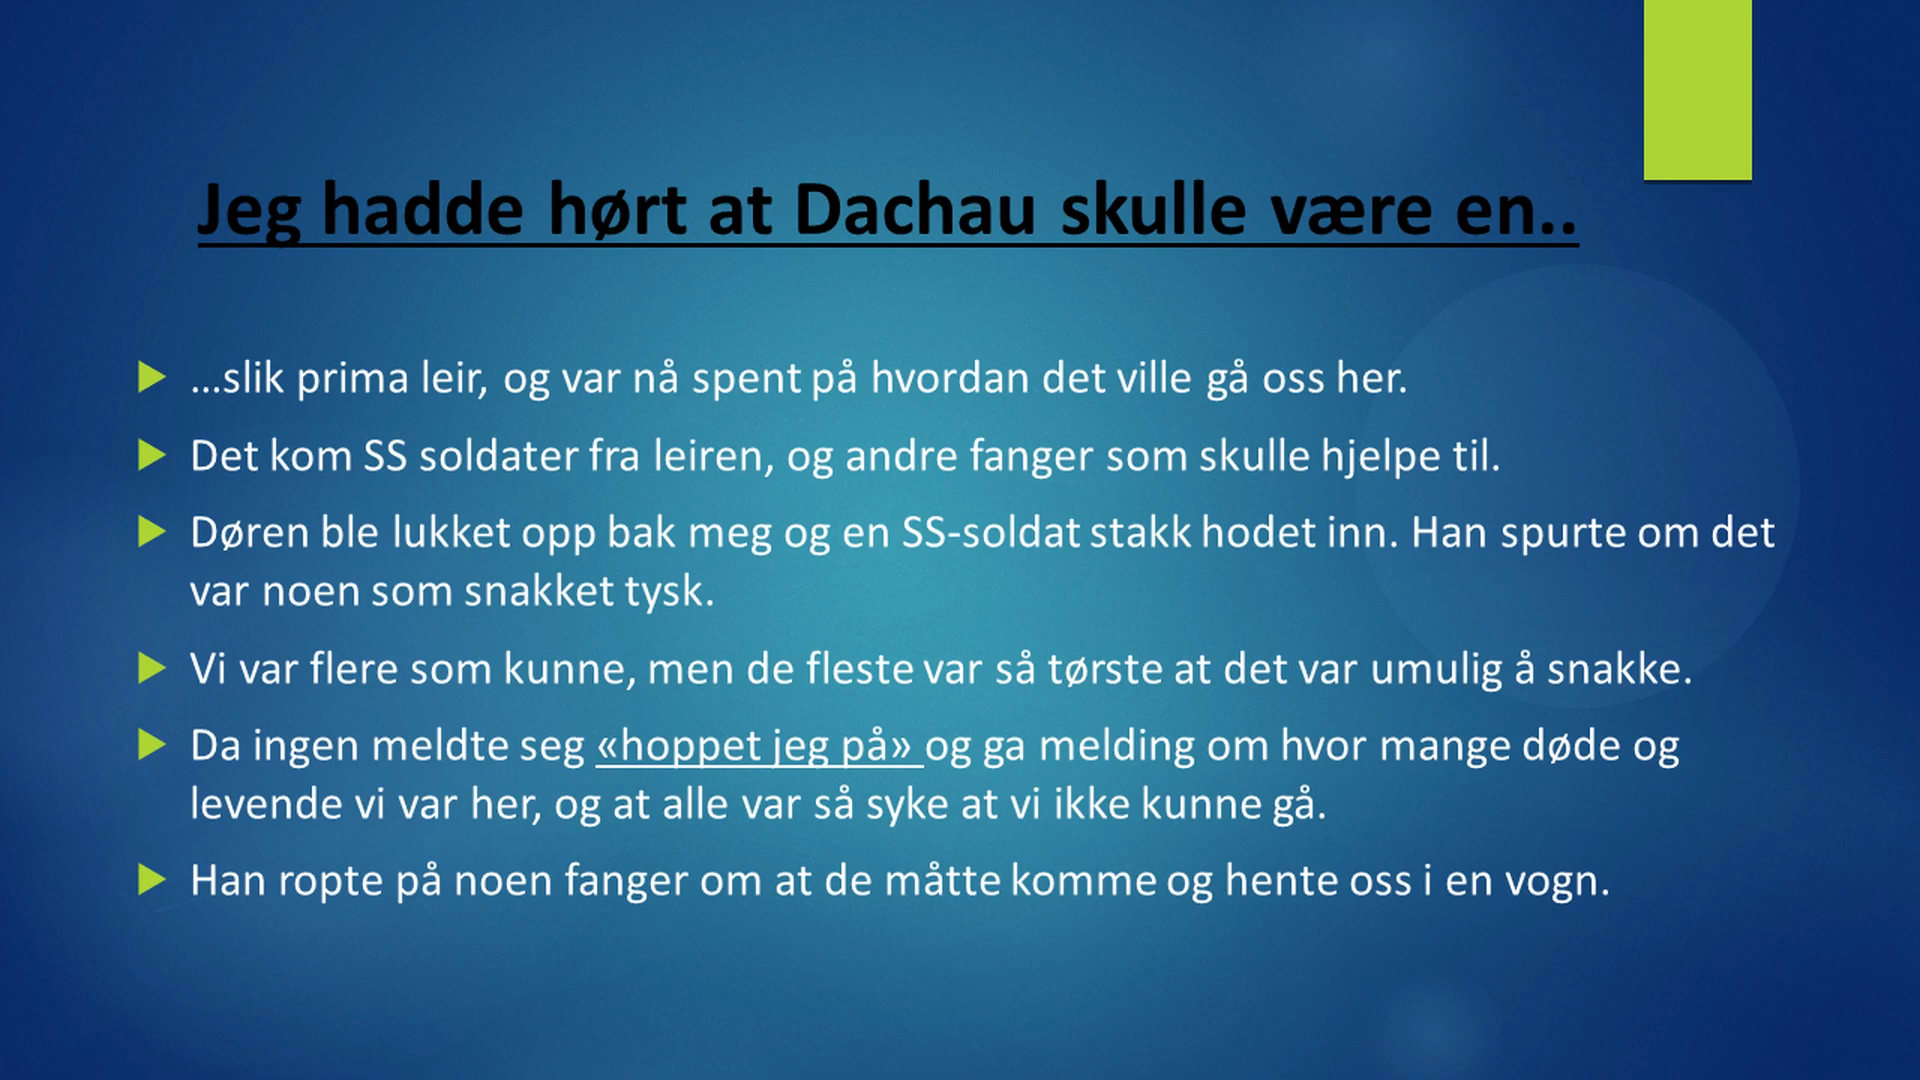 Jeg hadde hørt at Dachau skulle være en..
...slik prima leir, og var nå spent på hvordan det ville gå oss her.
Det kom SS soldater fra leiren, og andre fanger som skulle hjelpe til.
Døren ble lukket opp bak meg og en SS-soldat stakk hodet inn. Han spurte om det
var noen som snakket tysk.
Vi var flere som kunne, men de fleste var så tørste at det var umulig å snakke.
Da ingen meldte seg «hoppet jeg på» og ga melding om hvor mange døde og
levende vi var her, og at alle var så syke at vi ikke kunne gå.
Han ropte på noen fanger om at de måtte komme og hente oss i en vogn.